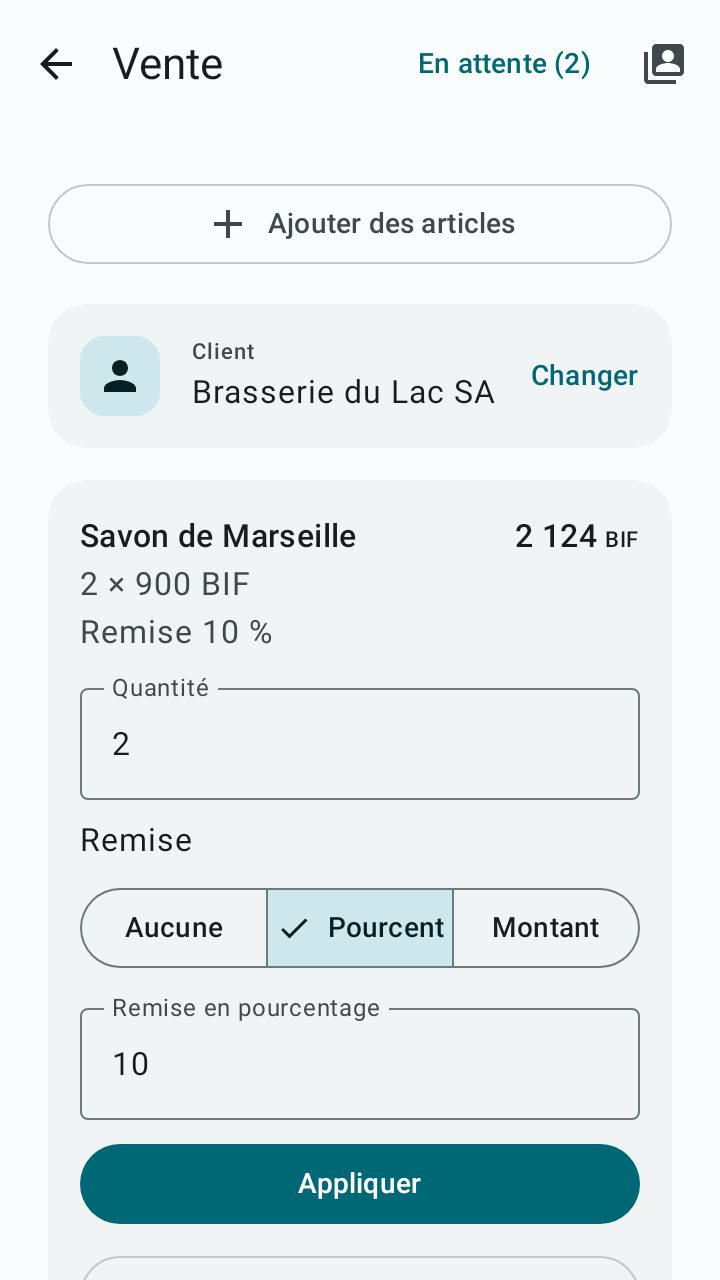 Vente
En attente (2)
Ajouter des articles
Client
Brasserie du Lac SA
Changer
Savon de Marseille
2 124 BIF
2 × 900 BIF
Remise 10 %
Quantité
2
Remise
Aucune
Pourcent
Montant
Remise en pourcentage
10
Appliquer